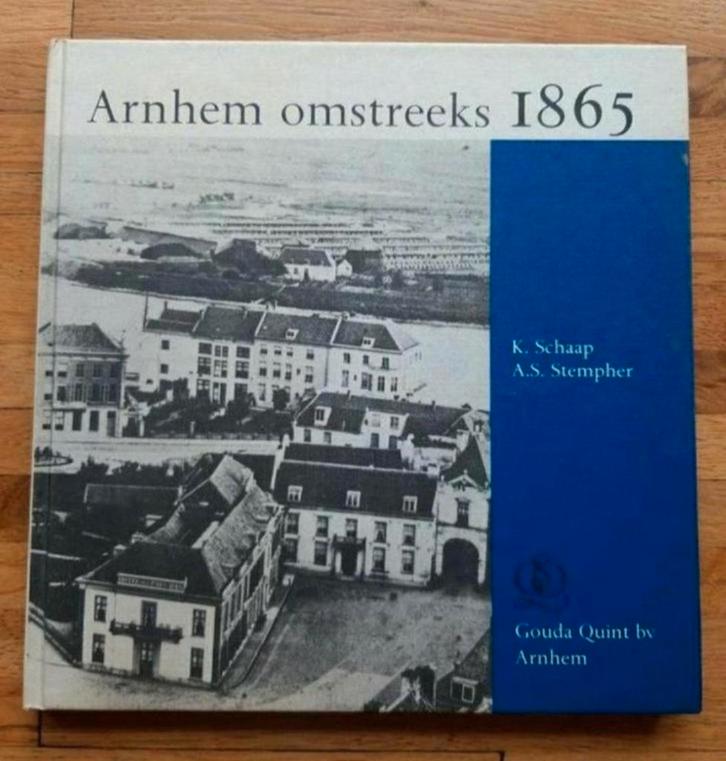 Arnhem omstreeks 1865
K. Schaap
A.S. Stempher
Gouda Quint bv
Arnhem